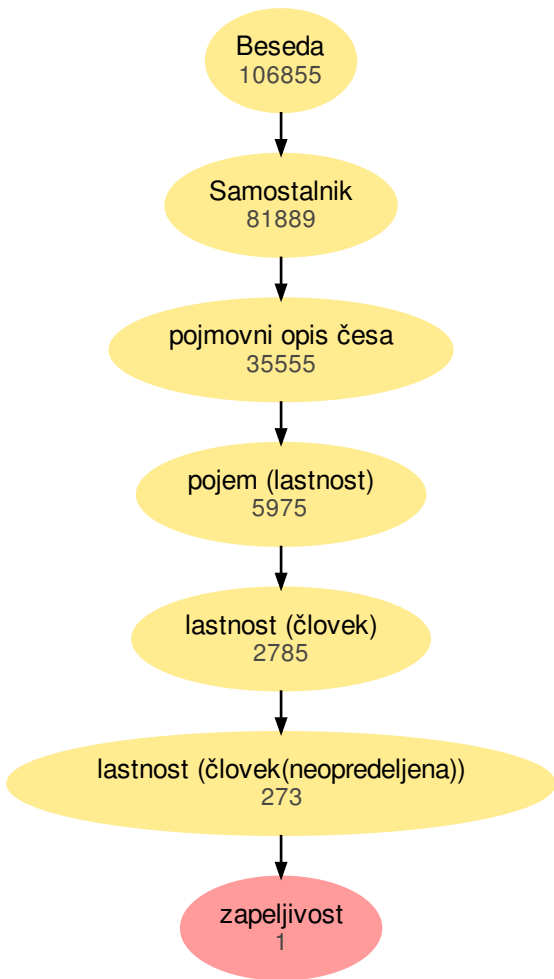 Beseda
106855
Samostalnik
81889
pojmovni opis česa
35555
pojem (lastnost)
5975
lastnost (človek)
2785
lastnost (človek(neopredeljena))
273
zapeljivost
1